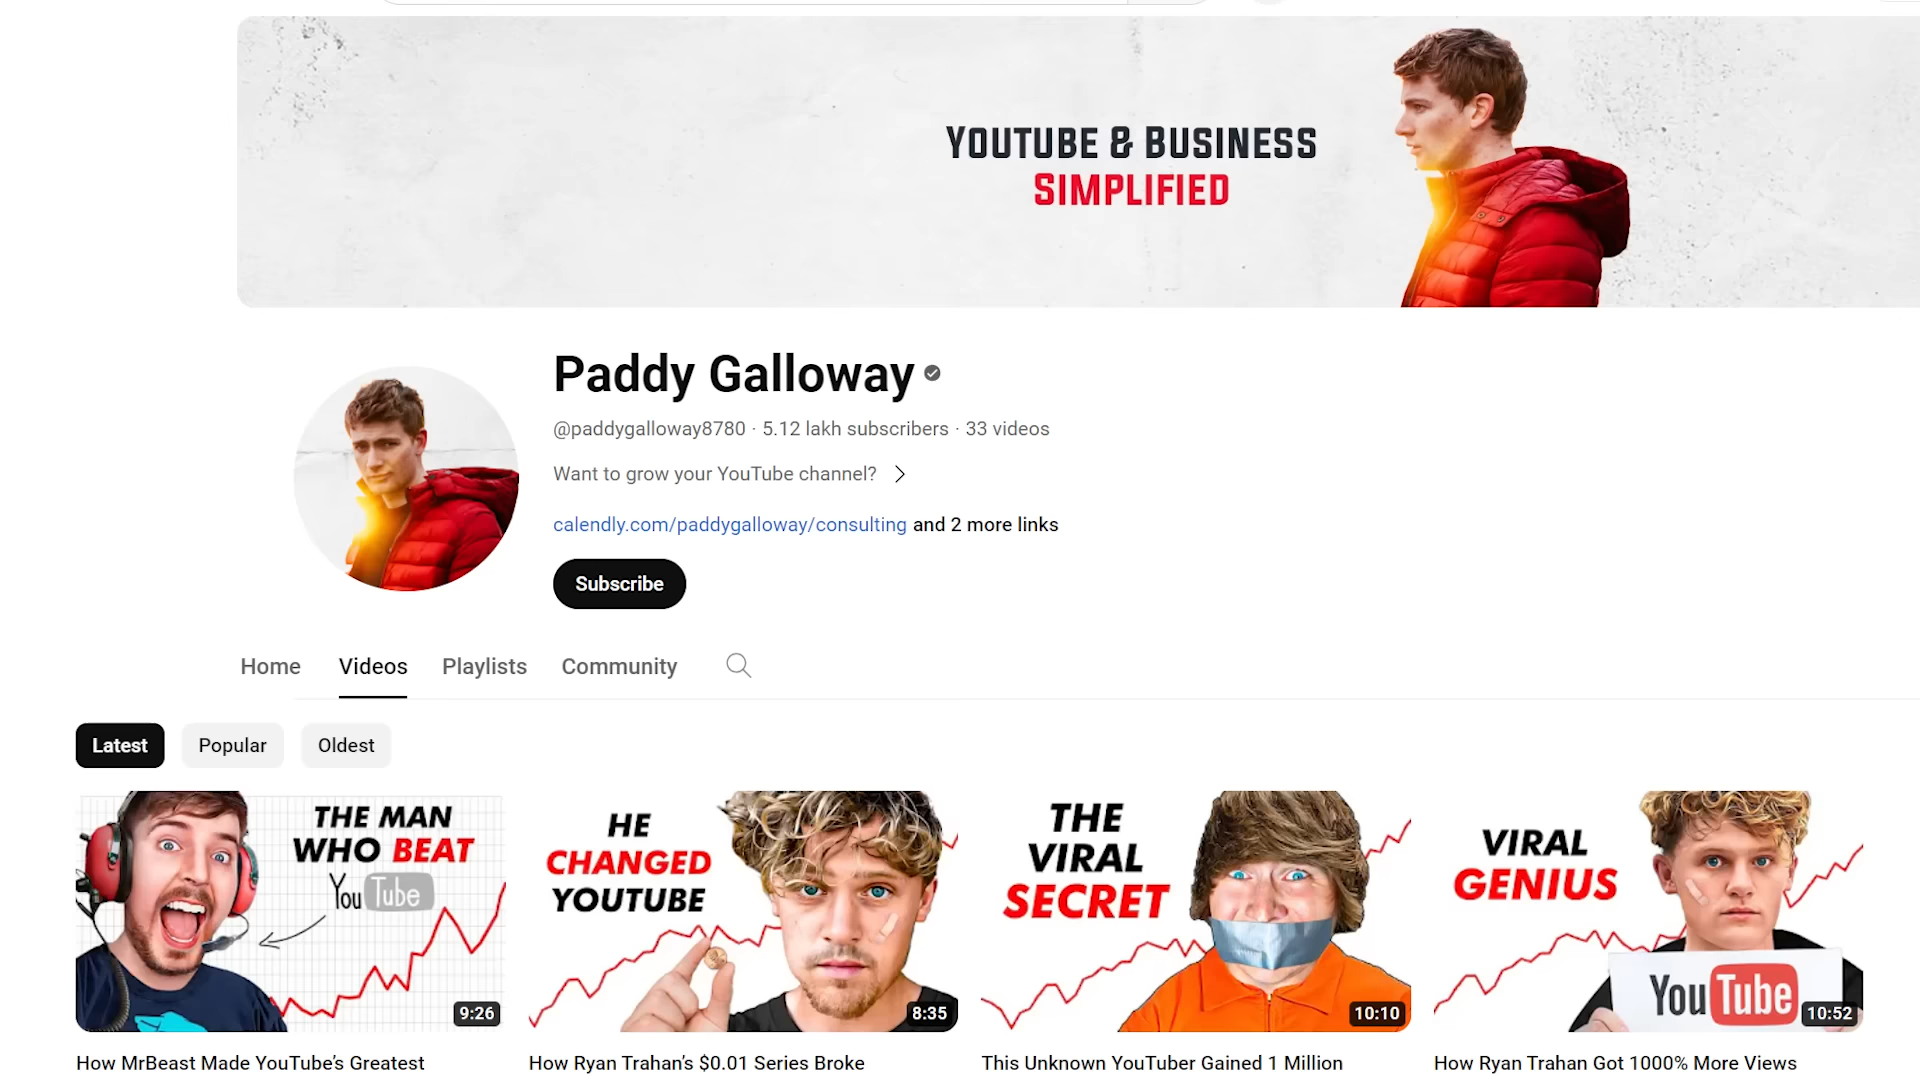 YOUTUBE & BUSINESS
SIMPLIFIED
Paddy Galloway
@paddygalloway8780 · 5.12 lakh subscribers · 33 videos
Want to grow your YouTube channel?
calendly.com/paddygalloway/consulting and 2 more links
Subscribe
Home Videos Playlists Community
Latest Popular Oldest
THE MAN
WHO BEAT
YouTube
9:26
HE
CHANGED
YOUTUBE
8:35
THE
VIRAL
SECRET
10:10
VIRAL
GENIUS
YouTube
10:52
How MrBeast Made YouTube's Greatest
How Ryan Trahan's $0.01 Series Broke
This Unknown YouTuber Gained 1 Million
How Ryan Trahan Got 1000% More Views